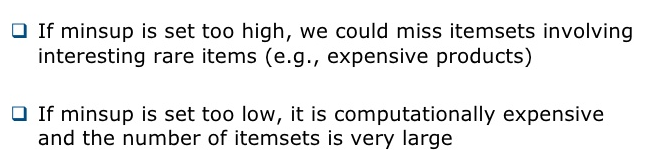 If minsup is set too high, we could miss itemsets involving
interesting rare items (e.g., expensive products)
If minsup is set too low, it is computationally expensive
and the number of itemsets is very large